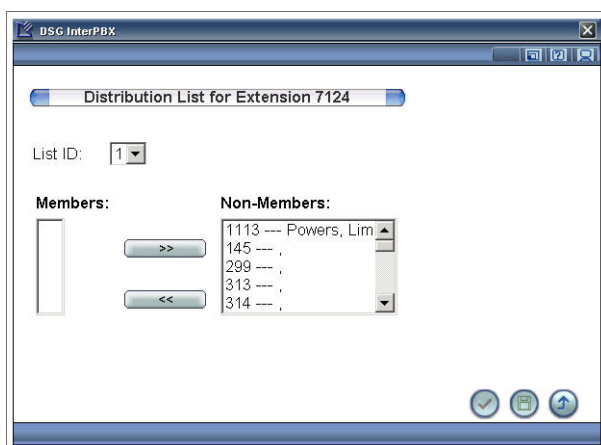 DSG InterPBX
Distribution List for Extension 7124
List ID: 1
Members: Non-Members:
1113 --- Powers, Lim
145 --- ,
299 --- ,
313 --- ,
314 --- ,
>>
<<